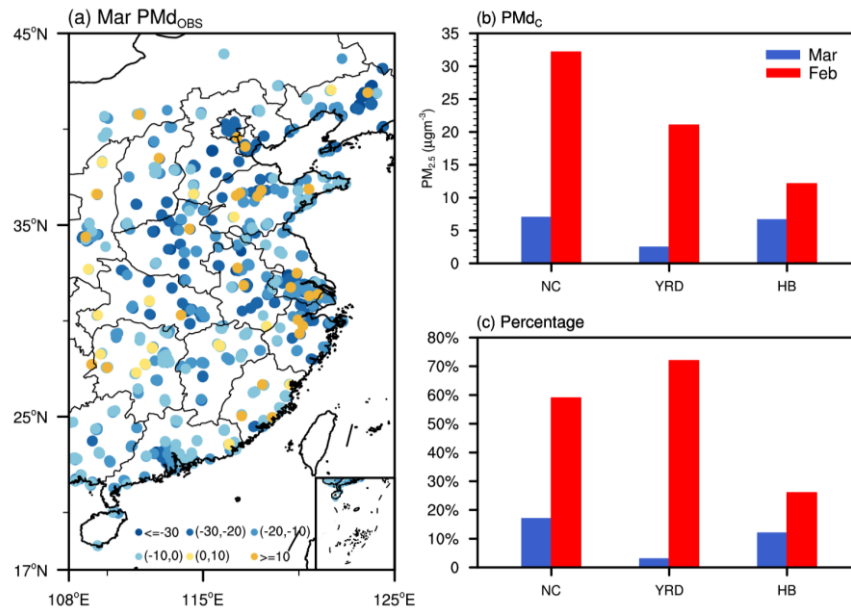 (a) Mar PMd_OBS
45°N
35°N
25°N
17°N
108°E 115°E 125°E
<=-30 (-30,-20) (-20,-10)
(-10,0) (0,10) >=10
(b) PMd_C
Mar
Feb
PM2.5 (µgm-3)
35
30
25
20
15
10
5
0
NC YRD HB
(c) Percentage
80%
70%
60%
50%
40%
30%
20%
10%
0
NC YRD HB